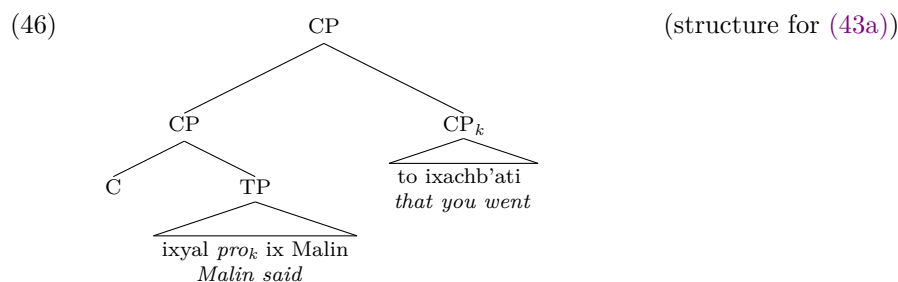 (46) CP (structure for (43a))
CP CPₖ
to ixachb'ati
C TP that you went
ixyal proₖ ix Malin
Malin said